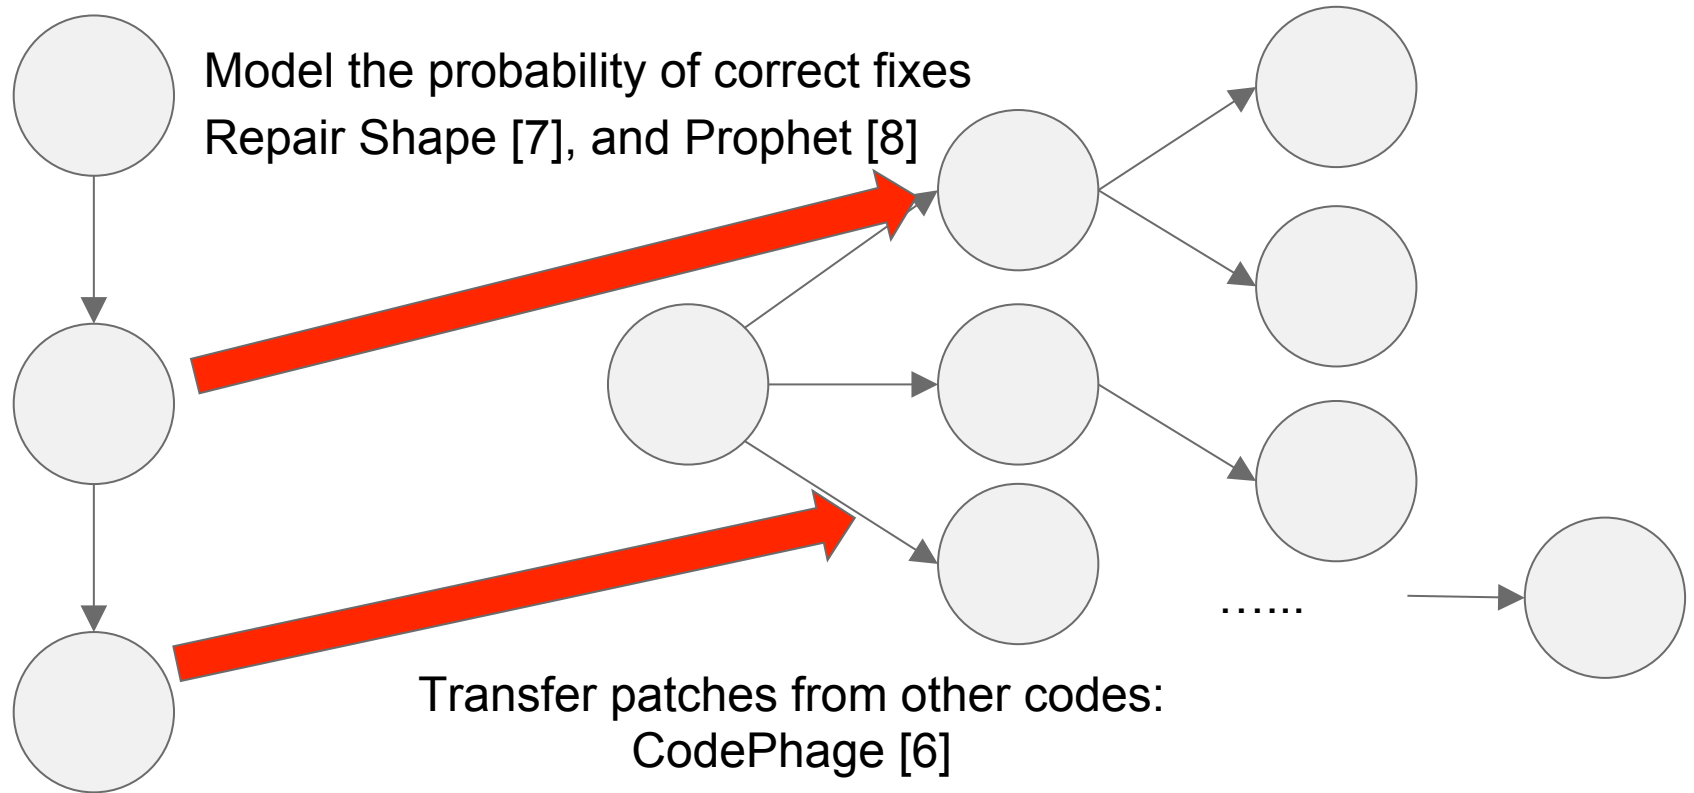 Model the probability of correct fixes
Repair Shape [7], and Prophet [8]
…...
Transfer patches from other codes:
CodePhage [6]